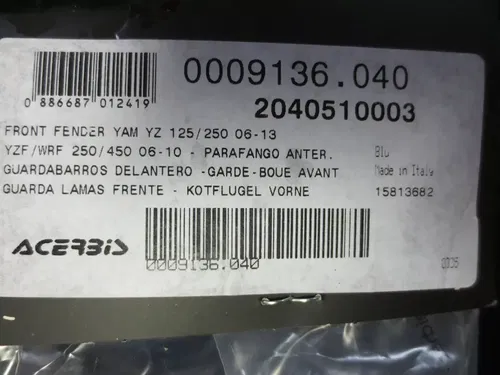 0009136.040
0 886687 012419
2040510003
FRONT FENDER YAM YZ 125/250 06-13
YZF/WRF 250/450 06-10 - PARAFANGO ANTER. Blu
GUARDABARROS DELANTERO -GARDE-BOUE AVANT Made in Italy
GUARDA LAMAS FRENTE - KOTFLUGEL VORNE 15813682
ACERBIS
0009136.040